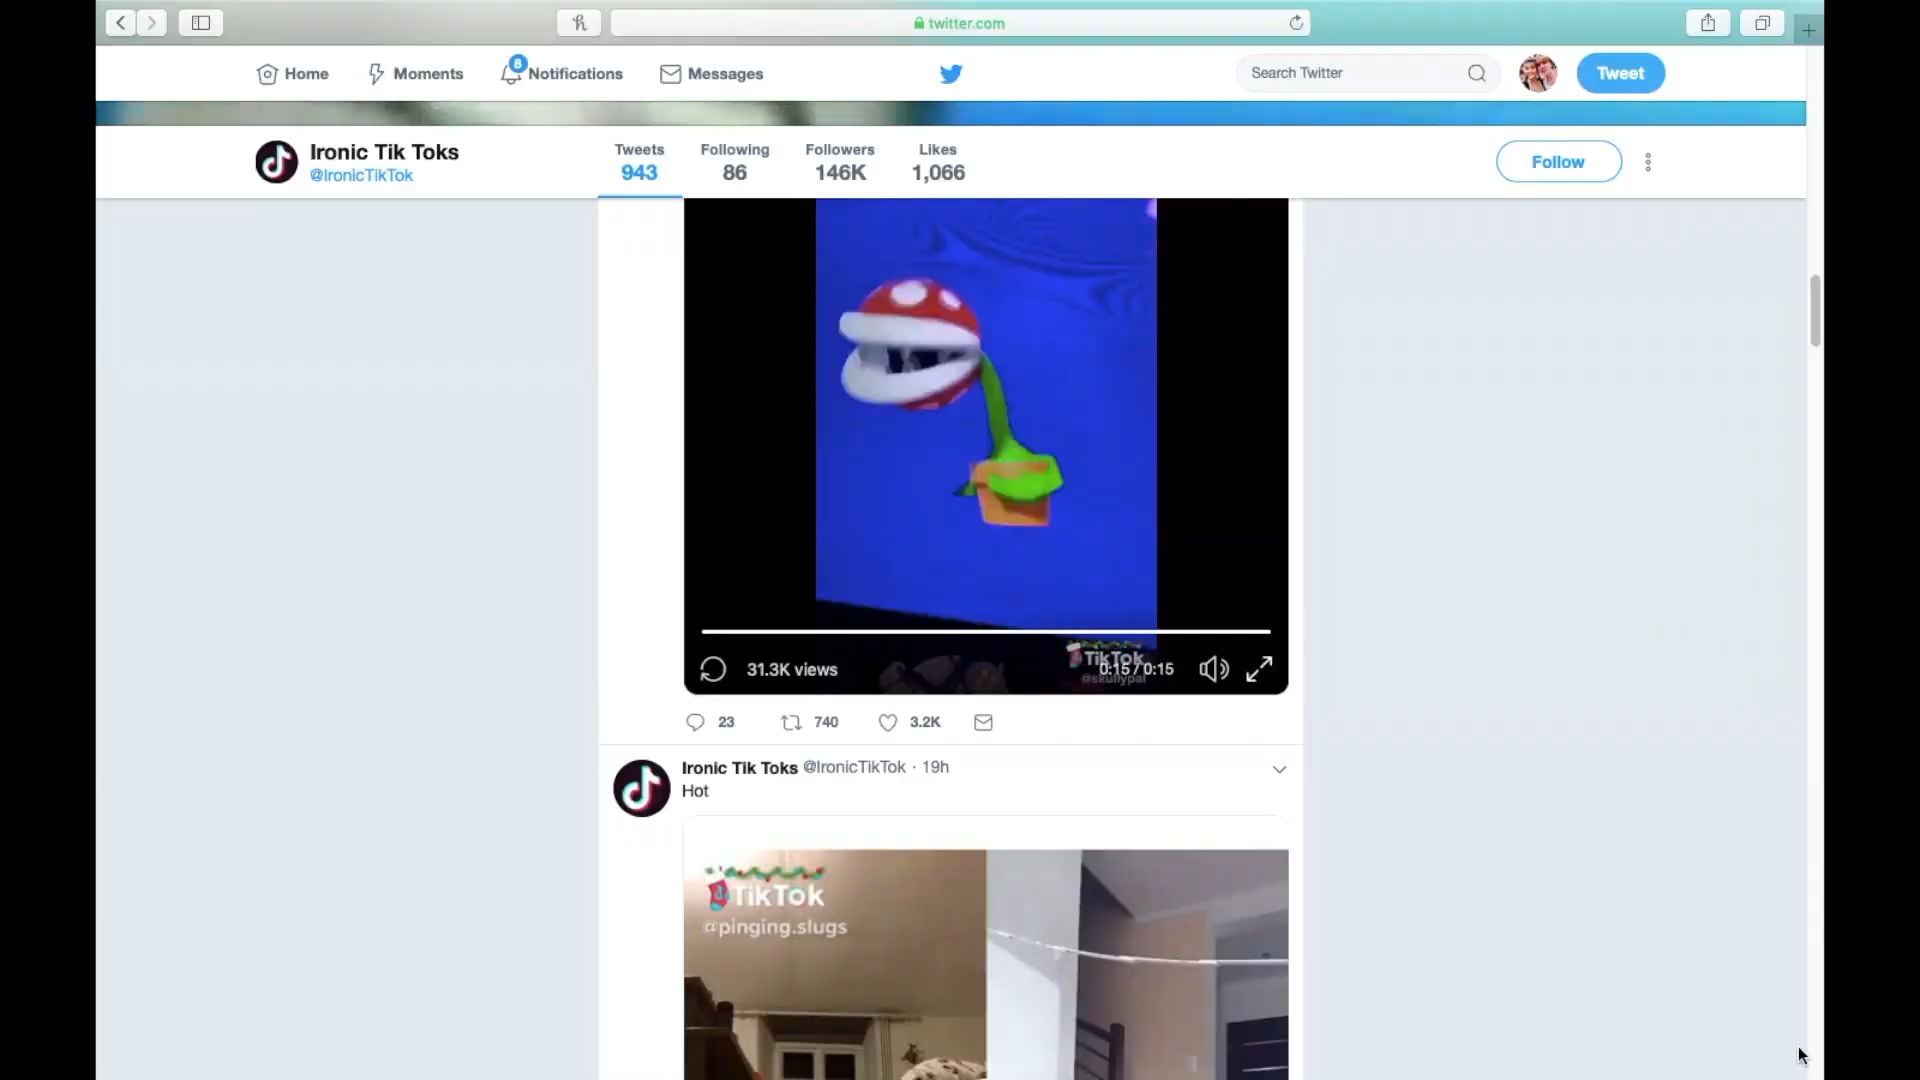 twitter.com
Home
Moments
8
Notifications
Messages
Search Twitter
Tweet
Ironic Tik Toks
@IronicTikTok
Tweets
943
Following
86
Followers
146K
Likes
1,066
Follow
31.3K views
TikTok
0:15 / 0:15
@skullypal
23
740
3.2K
Ironic Tik Toks @IronicTikTok · 19h
Hot
TikTok
@pinging.slugs